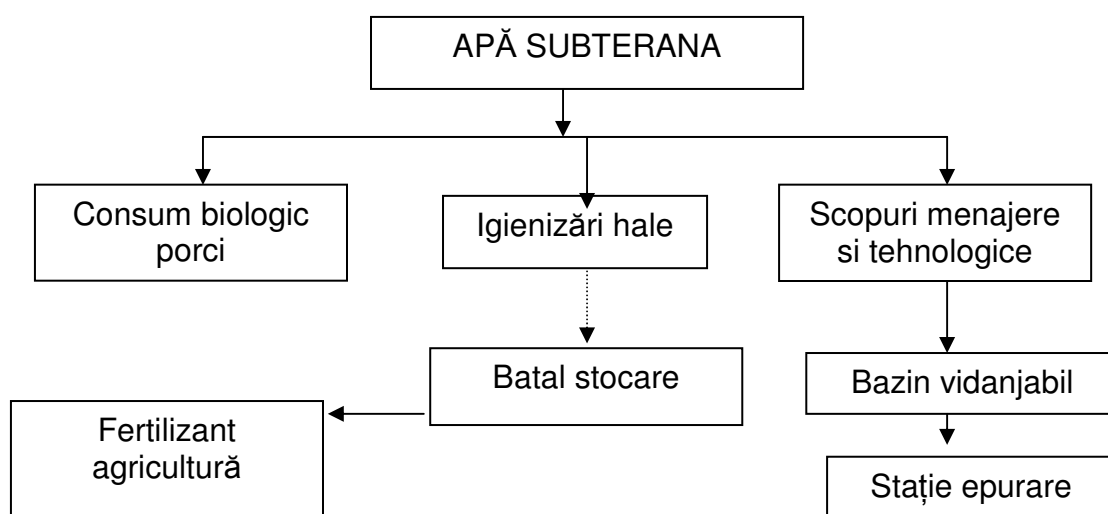 APĂ SUBTERANA
Consum biologic
porci
Igienizări hale
Scopuri menajere
si tehnologice
Batal stocare
Bazin vidanjabil
Fertilizant
agricultură
Stație epurare